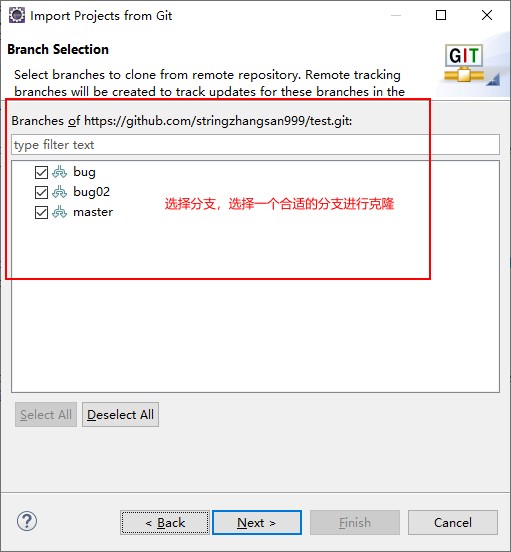 Import Projects from Git
Branch Selection
GIT
Select branches to clone from remote repository. Remote tracking
branches will be created to track updates for these branches in the
Branches of https://github.com/stringzhangsan999/test.git:
type filter text
bug
bug02
master
选择分支，选择一个合适的分支进行克隆
Select All
Deselect All
?
< Back
Next >
Finish
Cancel